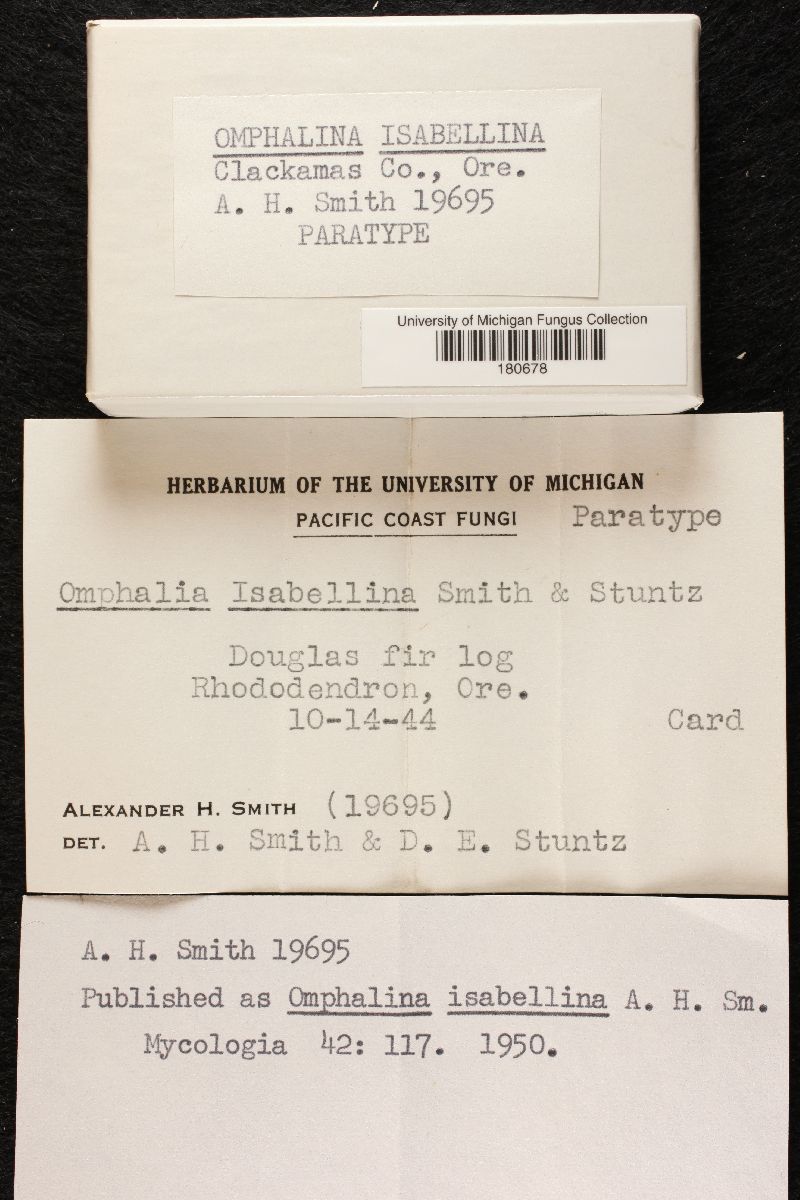 OMPHALINA ISABELLINA
Clackamas Co., Ore.
A. H. Smith 19695
PARATYPE
University of Michigan Fungus Collection
180678
HERBARIUM OF THE UNIVERSITY OF MICHIGAN
PACIFIC COAST FUNGI Paratype
Omphalia Isabellina Smith & Stuntz
Douglas fir log
Rhododendron, Ore.
10-14-44 Card
ALEXANDER H. SMITH (19695)
DET. A. H. Smith & D. E. Stuntz
A. H. Smith 19695
Published as Omphalina isabellina A. H. Sm.
Mycologia 42: 117. 1950.